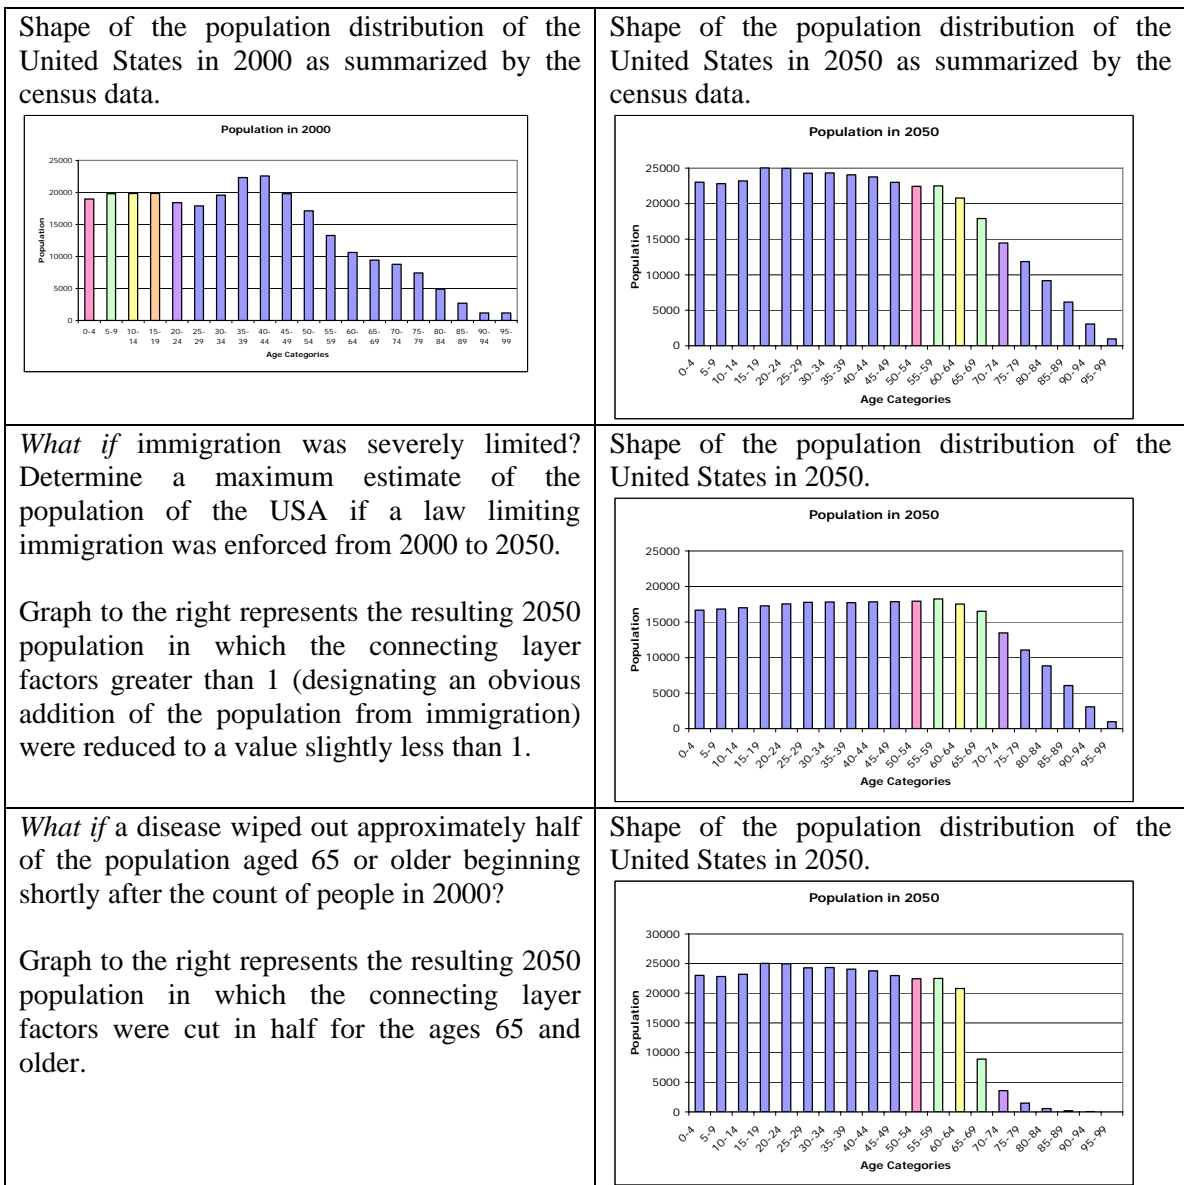 Shape of the population distribution of the
United States in 2000 as summarized by the
census data.
Population in 2000
25000
20000
15000
10000
5000
0
Population
0-4 5-9 10-14 15-19 20-24 25-29 30-34 35-39 40-44 45-49 50-54 55-59 60-64 65-69 70-74 75-79 80-84 85-89 90-94 95-99
Age Categories
Shape of the population distribution of the
United States in 2050 as summarized by the
census data.
Population in 2050
25000
20000
15000
10000
5000
0
Population
0-4 5-9 10-14 15-19 20-24 25-29 30-34 35-39 40-44 45-49 50-54 55-59 60-64 65-69 70-74 75-79 80-84 85-89 90-94 95-99
Age Categories
What if immigration was severely limited?
Determine a maximum estimate of the
population of the USA if a law limiting
immigration was enforced from 2000 to 2050.
Graph to the right represents the resulting 2050
population in which the connecting layer
factors greater than 1 (designating an obvious
addition of the population from immigration)
were reduced to a value slightly less than 1.
Shape of the population distribution of the
United States in 2050.
Population in 2050
25000
20000
15000
10000
5000
0
Population
0-4 5-9 10-14 15-19 20-24 25-29 30-34 35-39 40-44 45-49 50-54 55-59 60-64 65-69 70-74 75-79 80-84 85-89 90-94 95-99
Age Categories
What if a disease wiped out approximately half
of the population aged 65 or older beginning
shortly after the count of people in 2000?
Graph to the right represents the resulting 2050
population in which the connecting layer
factors were cut in half for the ages 65 and
older.
Shape of the population distribution of the
United States in 2050.
Population in 2050
30000
25000
20000
15000
10000
5000
0
Population
0-4 5-9 10-14 15-19 20-24 25-29 30-34 35-39 40-44 45-49 50-54 55-59 60-64 65-69 70-74 75-79 80-84 85-89 90-94 95-99
Age Categories